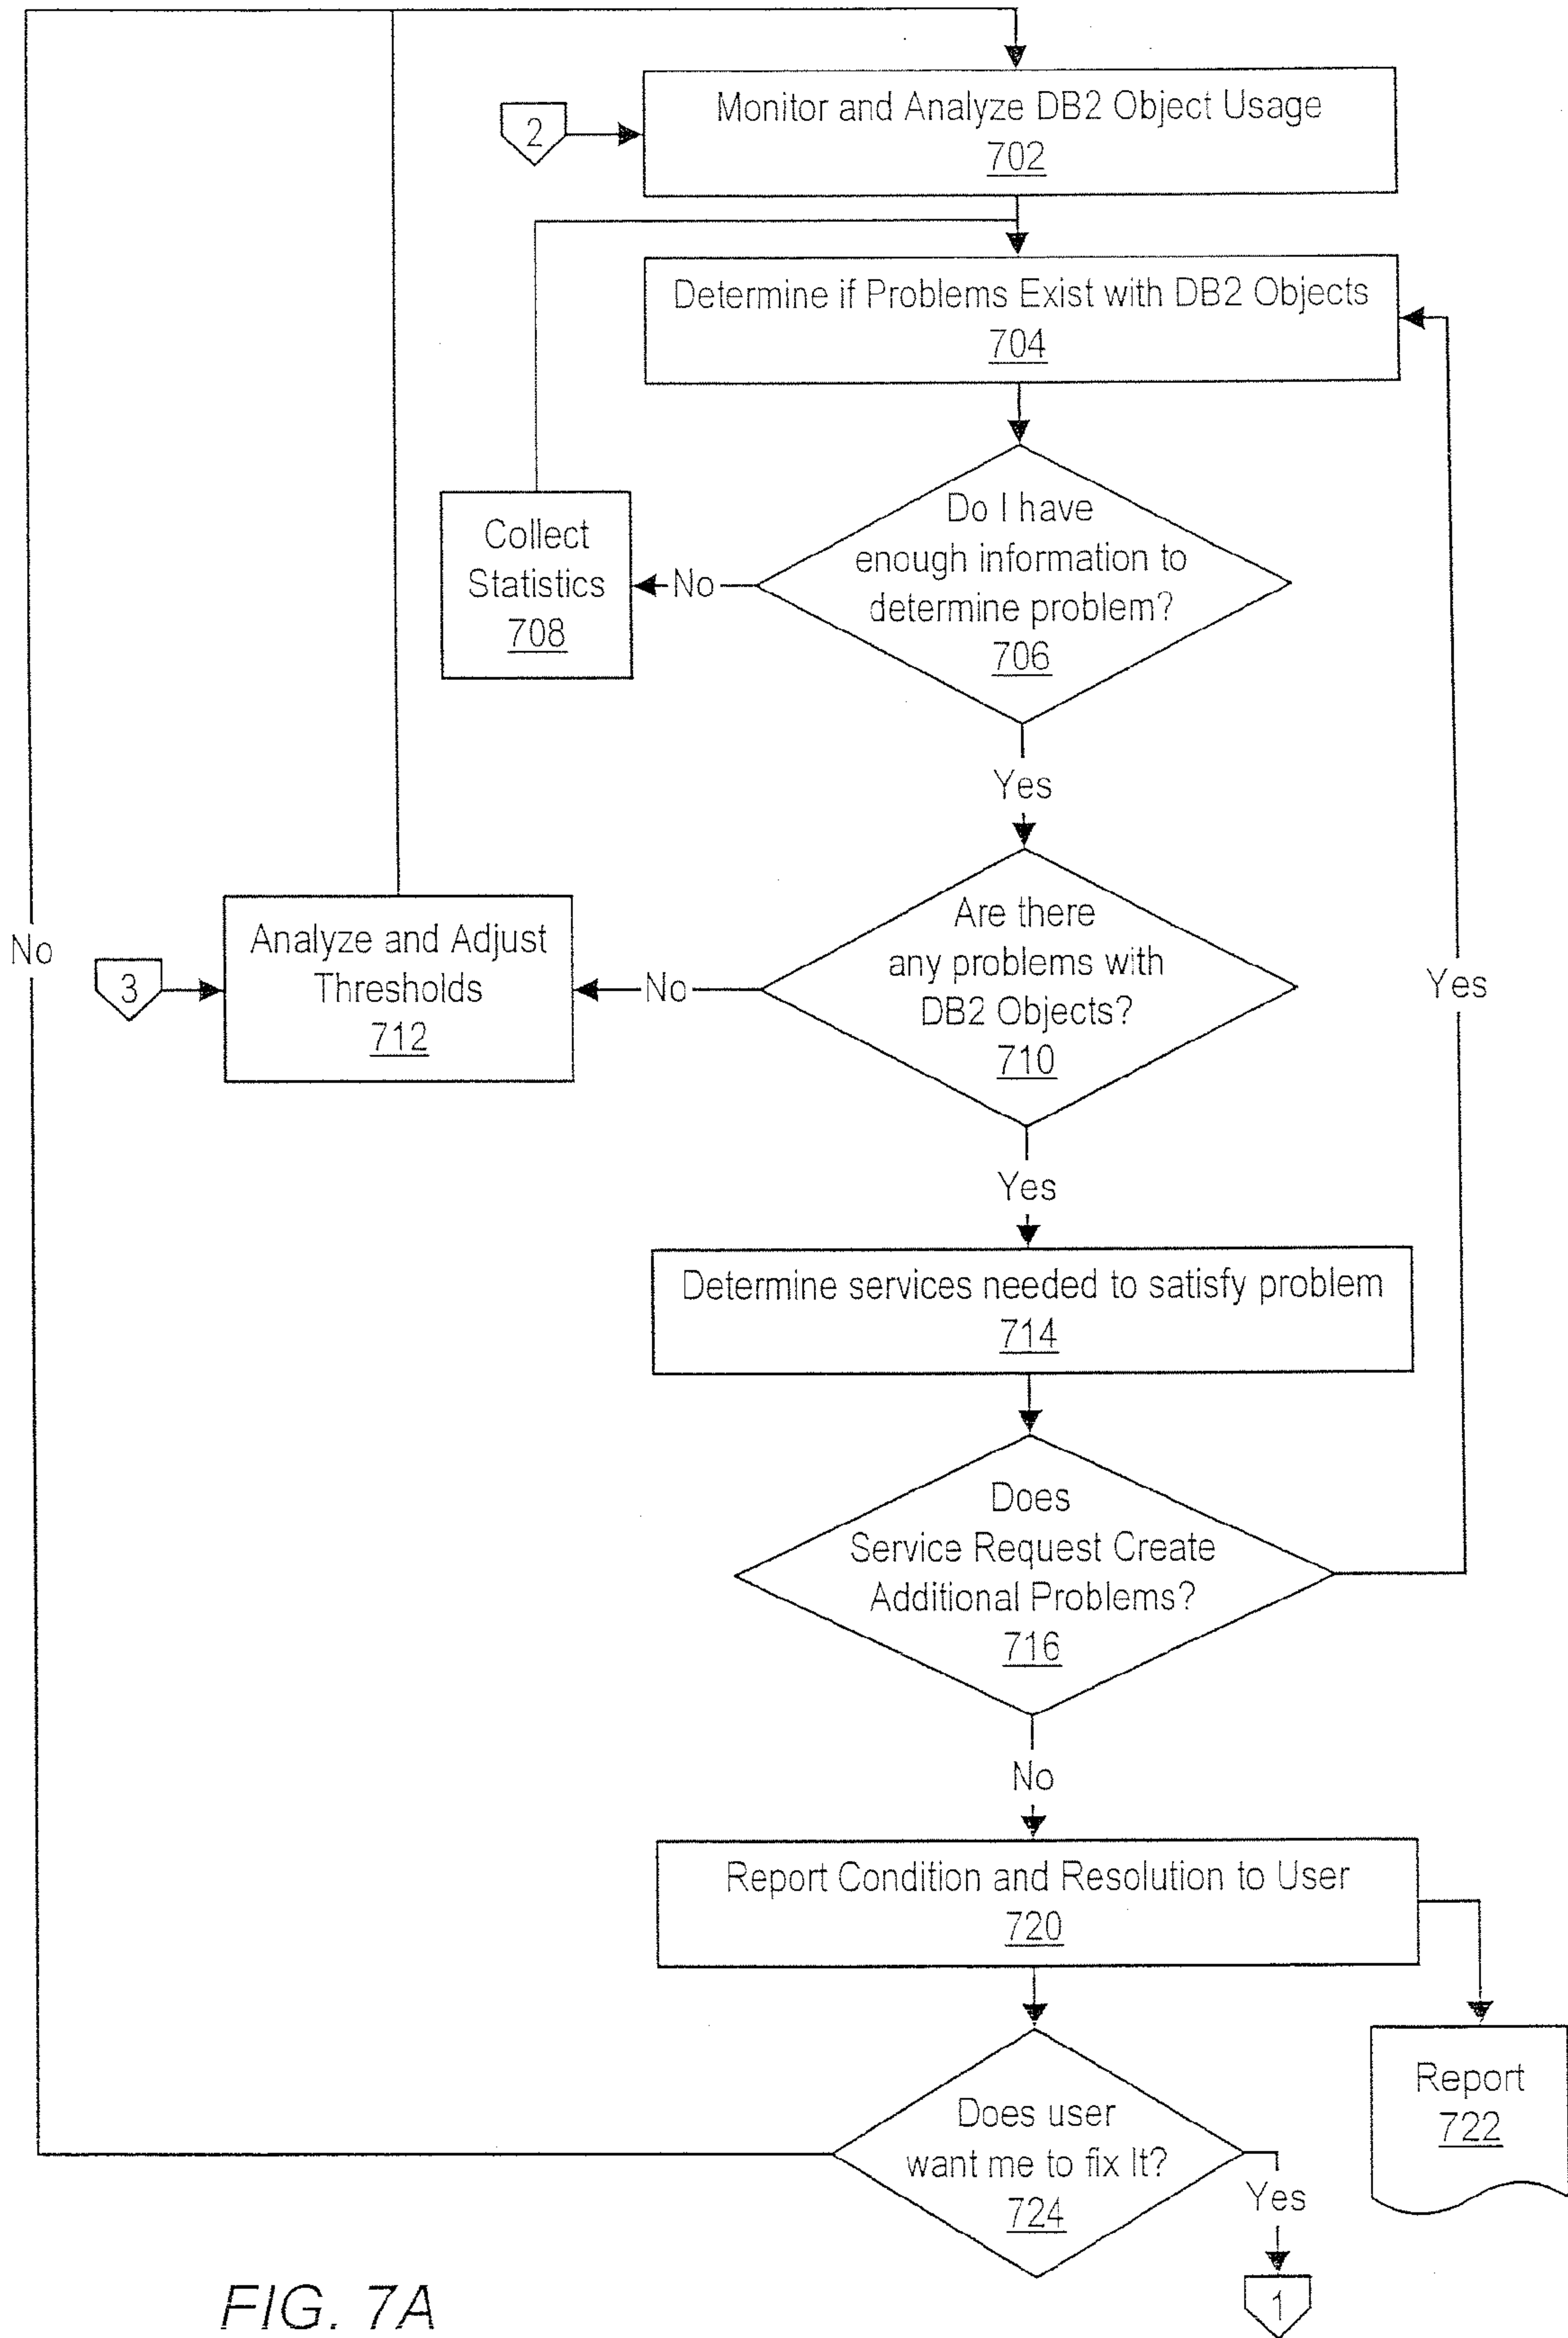 Monitor and Analyze DB2 Object Usage
702
2
Determine if Problems Exist with DB2 Objects
704
Do I have
enough information to
determine problem?
706
No
Collect
Statistics
708
Yes
Are there
any problems with
DB2 Objects?
710
No
Analyze and Adjust
Thresholds
712
3
No
Yes
Yes
Determine services needed to satisfy problem
714
Does
Service Request Create
Additional Problems?
716
No
Report Condition and Resolution to User
720
Report
722
Does user
want me to fix It?
724
Yes
1
FIG. 7A